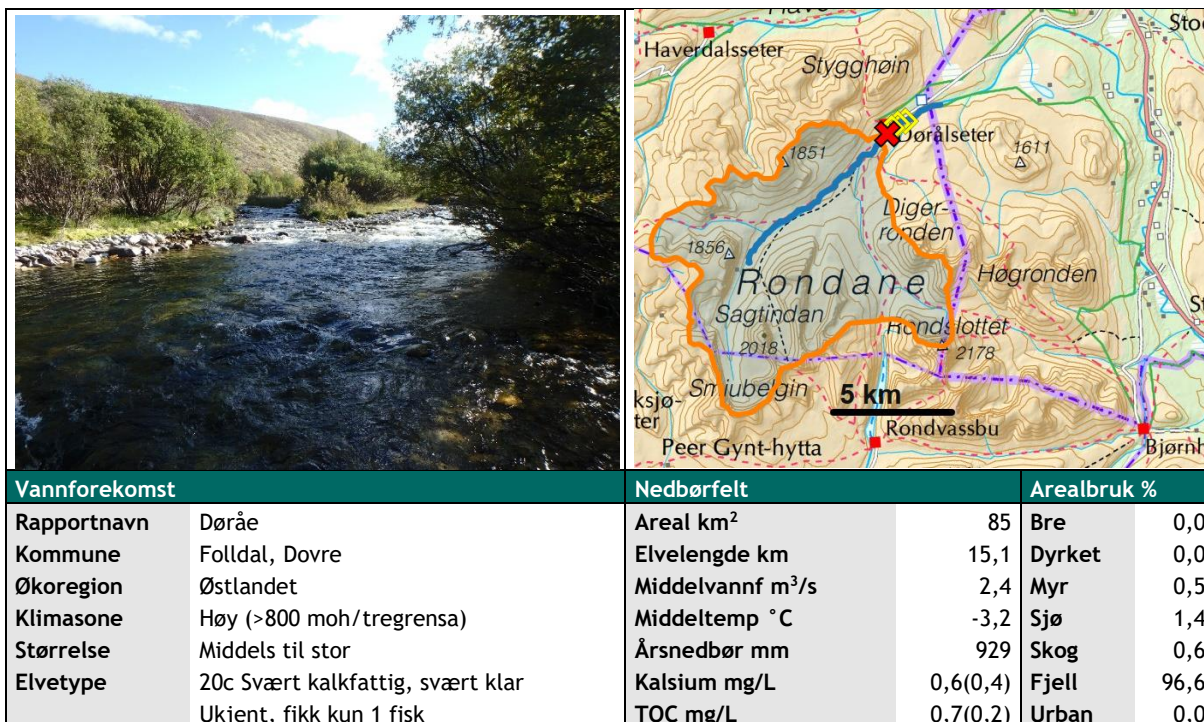 Haverdalsseter
Stygghøin
Dørålseter
1851
1611
Diger-
ronden
1856
Rondane
Høgronden
Sagtindan
Rondslottet
2018
2178
Smiubelgin
5 km
ksjø-
ter
Rondvassbu
Peer Gynt-hytta
Bjørnh
Vannforekomst
Nedbørfelt
Arealbruk %
Rapportnavn Døråe
Areal km² 85
Bre 0,0
Kommune Folldal, Dovre
Elvelengde km 15,1
Dyrket 0,0
Økoregion Østlandet
Middelvannf m³/s 2,4
Myr 0,5
Klimasone Høy (>800 moh/tregrensa)
Middeltemp °C -3,2
Sjø 1,4
Størrelse Middels til stor
Årsnedbør mm 929
Skog 0,6
Elvetype 20c Svært kalkfattig, svært klar
Kalsium mg/L 0,6(0,4)
Fjell 96,6
Ukjent, fikk kun 1 fisk
TOC mg/L 0,7(0,2)
Urban 0,0